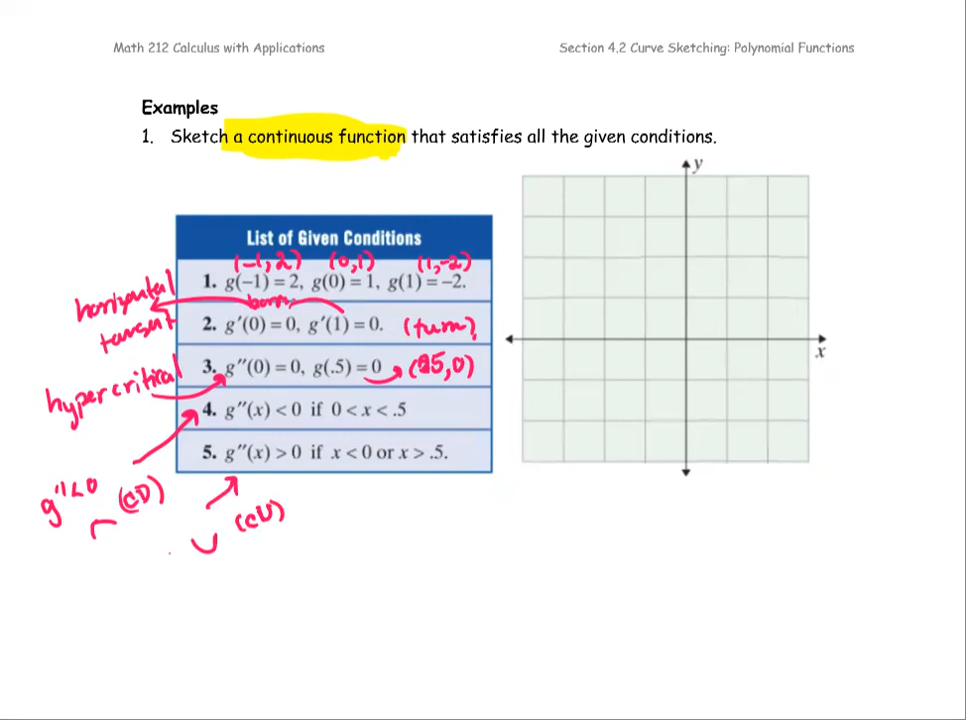 Math 212 Calculus with Applications Section 4.2 Curve Sketching: Polynomial Functions
Examples
1. Sketch a continuous function that satisfies all the given conditions.
y
List of Given Conditions
(-1,2) (0,1) (1,-2)
1. g(−1) = 2, g(0) = 1, g(1) = −2.
horizontal
tangent
2. g′(0) = 0, g′(1) = 0. (turn?)
x
hypercritical
3. g″(0) = 0, g(.5) = 0 (.5,0)
4. g″(x) < 0 if 0 < x < .5
5. g″(x) > 0 if x < 0 or x > .5.
g"<0 (CD)
(CU)